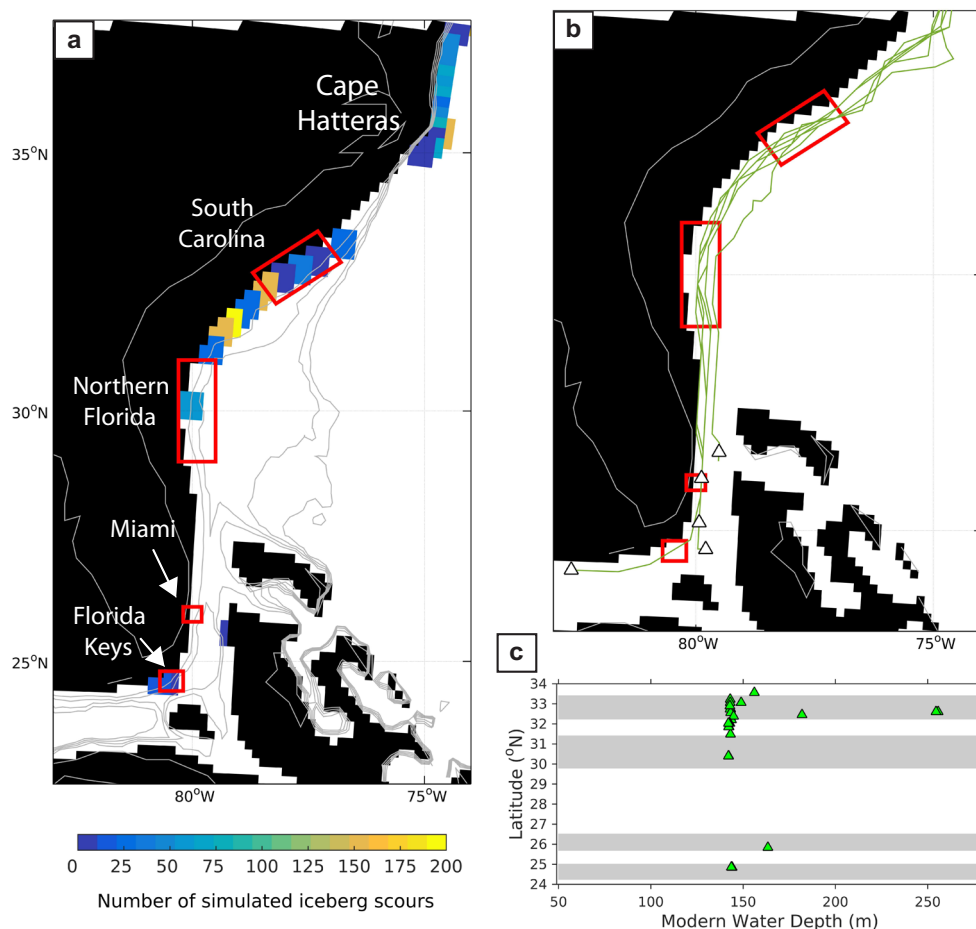 a
Cape
Hatteras
35°N
South
Carolina
Northern
Florida
30°N
Miami
Florida
Keys
25°N
80°W 75°W
0 25 50 75 100 125 150 175 200
Number of simulated iceberg scours
b
80°W 75°W
c
34
33
32
31
30
29
28
27
26
25
24
Latitude (°N)
50 100 150 200 250
Modern Water Depth (m)